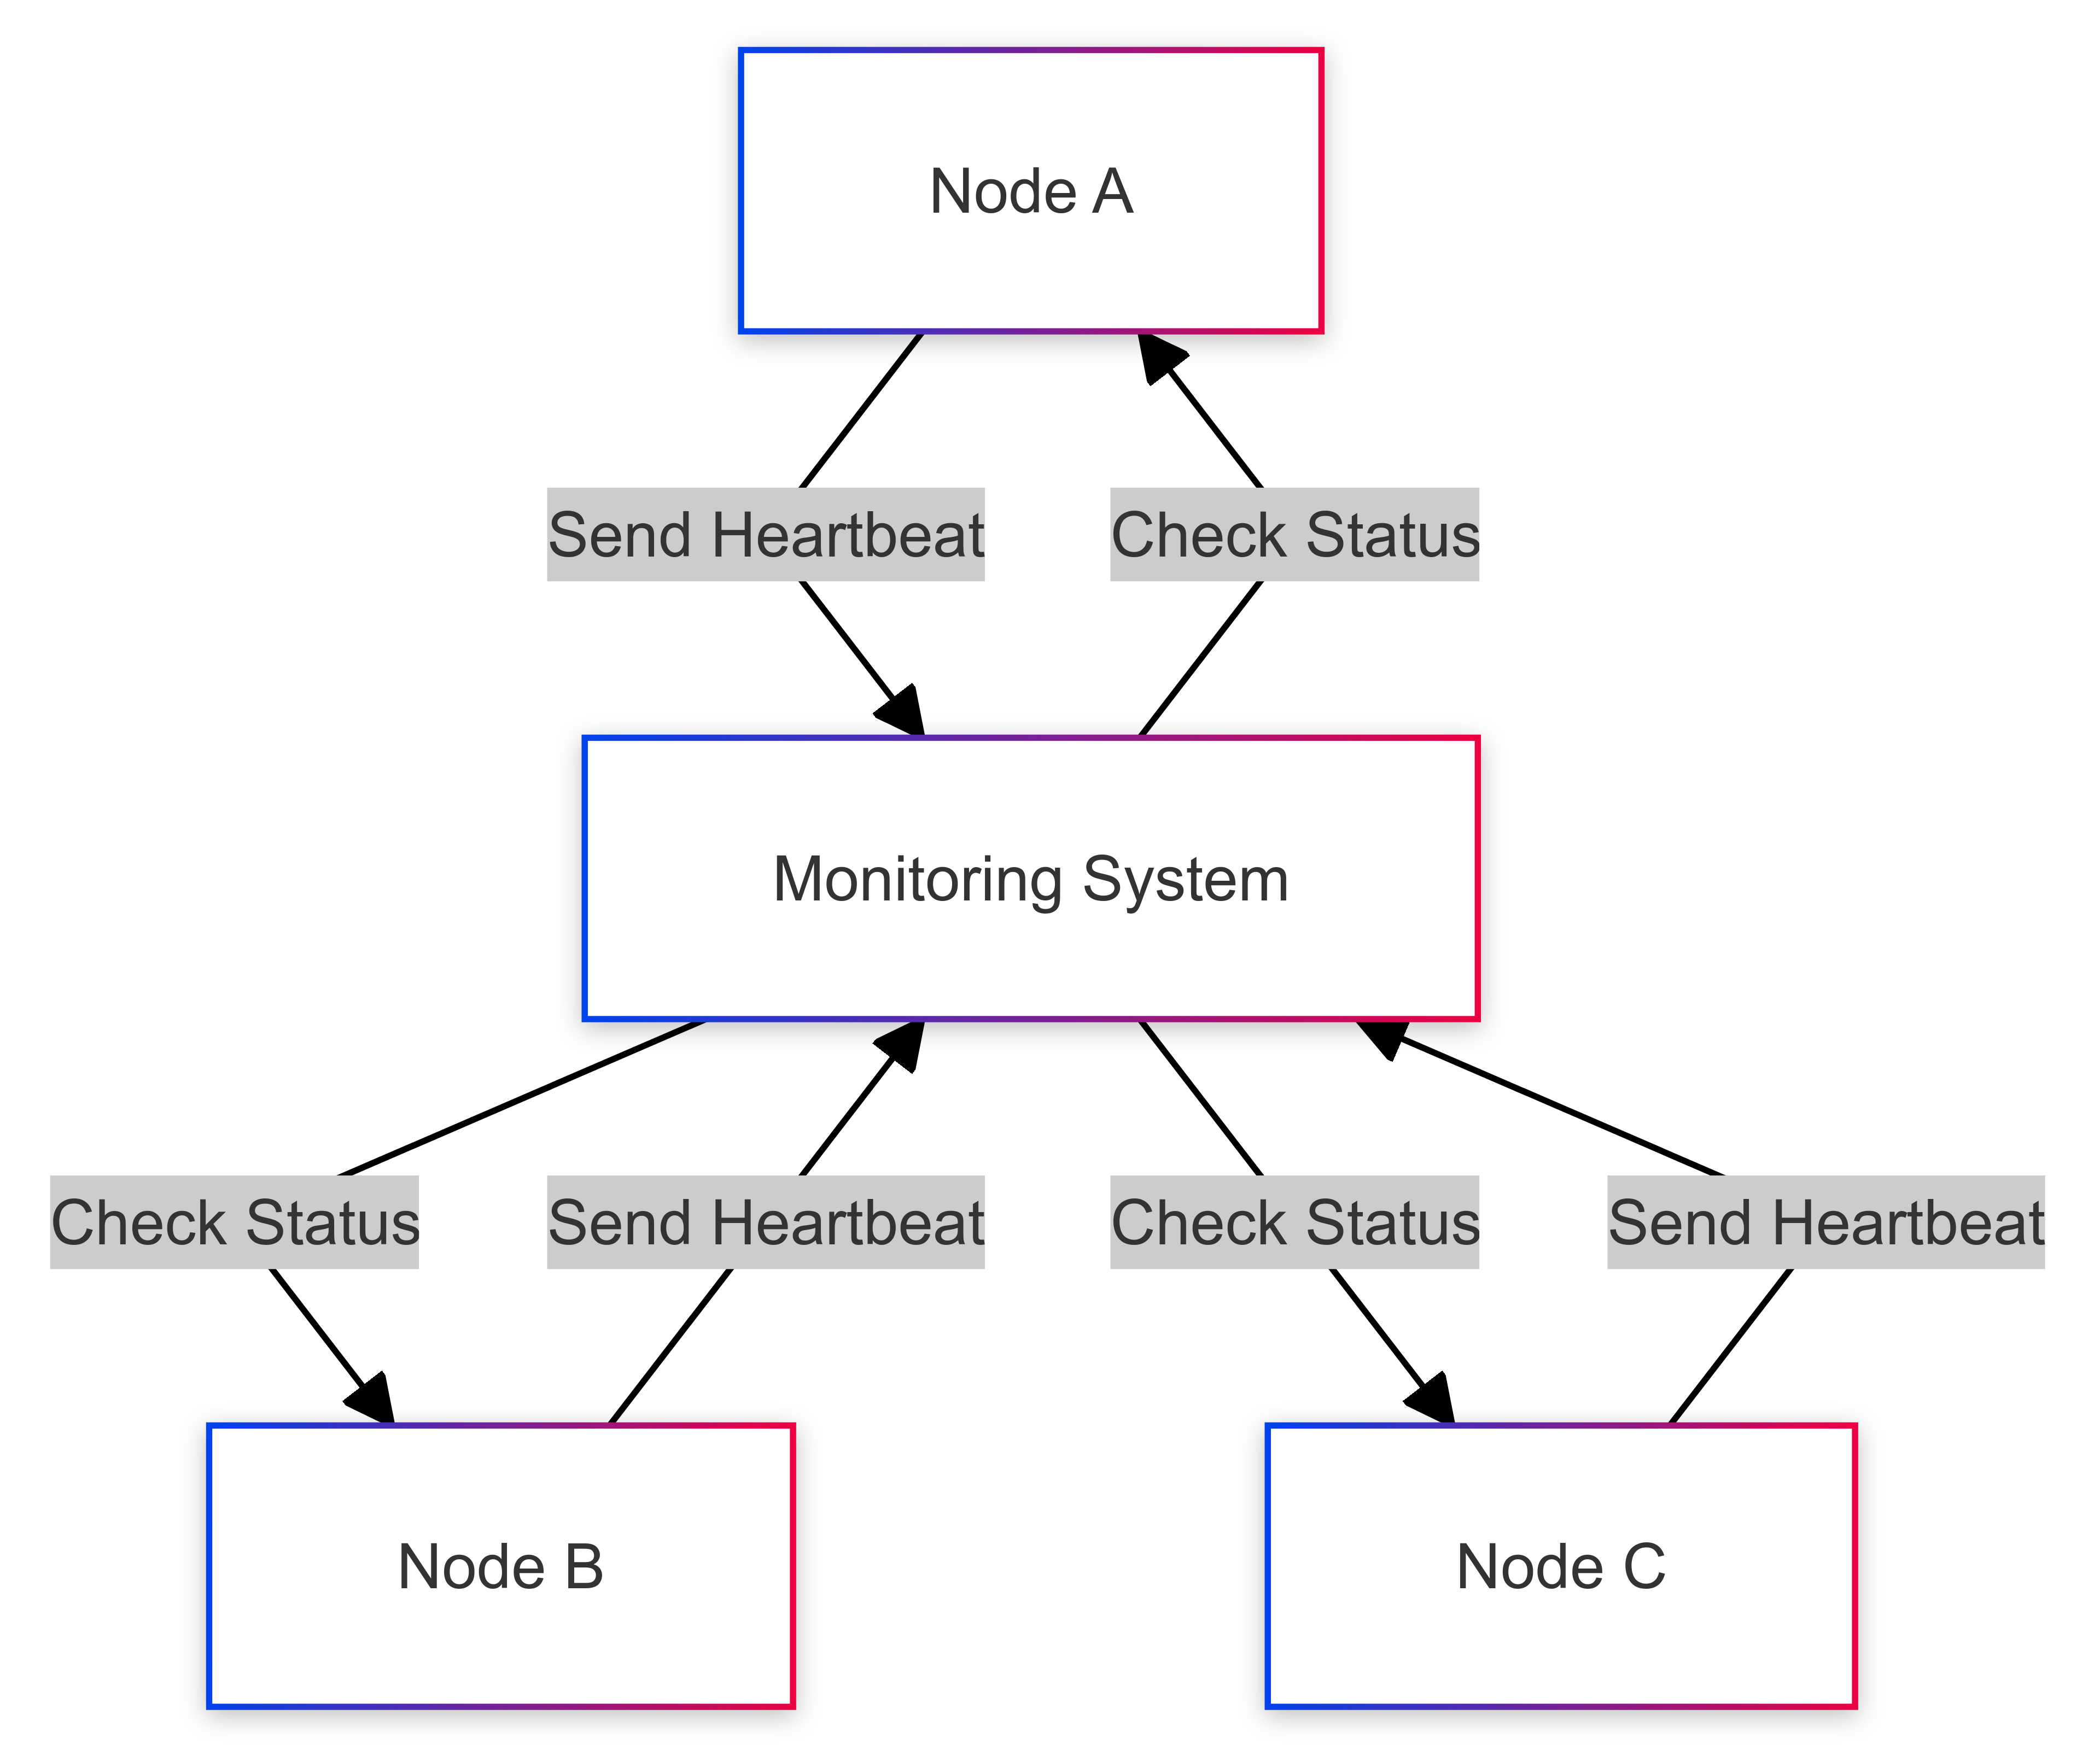 Node A
Send Heartbeat
Check Status
Monitoring System
Check Status
Send Heartbeat
Check Status
Send Heartbeat
Node B
Node C